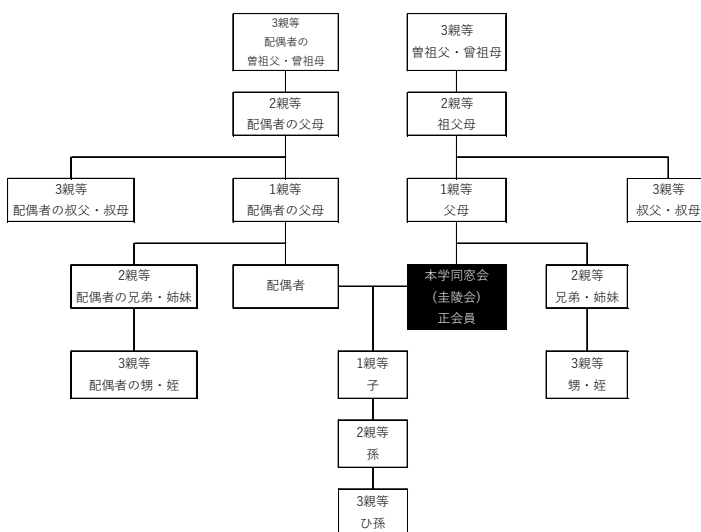 3親等
配偶者の
曽祖父・曾祖母
3親等
曽祖父・曾祖母
2親等
配偶者の父母
2親等
祖父母
3親等
配偶者の叔父・叔母
1親等
配偶者の父母
1親等
父母
3親等
叔父・叔母
2親等
配偶者の兄弟・姉妹
配偶者
本学同窓会
(圭陵会)
正会員
2親等
兄弟・姉妹
3親等
配偶者の甥・姪
1親等
子
3親等
甥・姪
2親等
孫
3親等
ひ孫